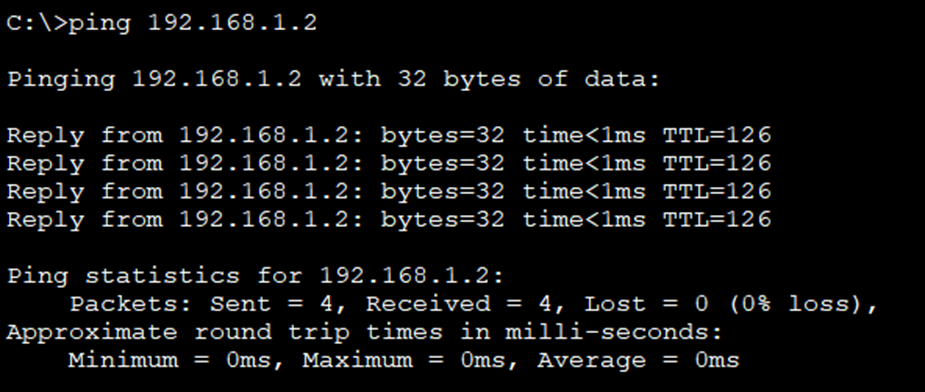 C:\>ping 192.168.1.2
Pinging 192.168.1.2 with 32 bytes of data:
Reply from 192.168.1.2: bytes=32 time<1ms TTL=126
Reply from 192.168.1.2: bytes=32 time<1ms TTL=126
Reply from 192.168.1.2: bytes=32 time<1ms TTL=126
Reply from 192.168.1.2: bytes=32 time<1ms TTL=126
Ping statistics for 192.168.1.2:
    Packets: Sent = 4, Received = 4, Lost = 0 (0% loss),
Approximate round trip times in milli-seconds:
    Minimum = 0ms, Maximum = 0ms, Average = 0ms